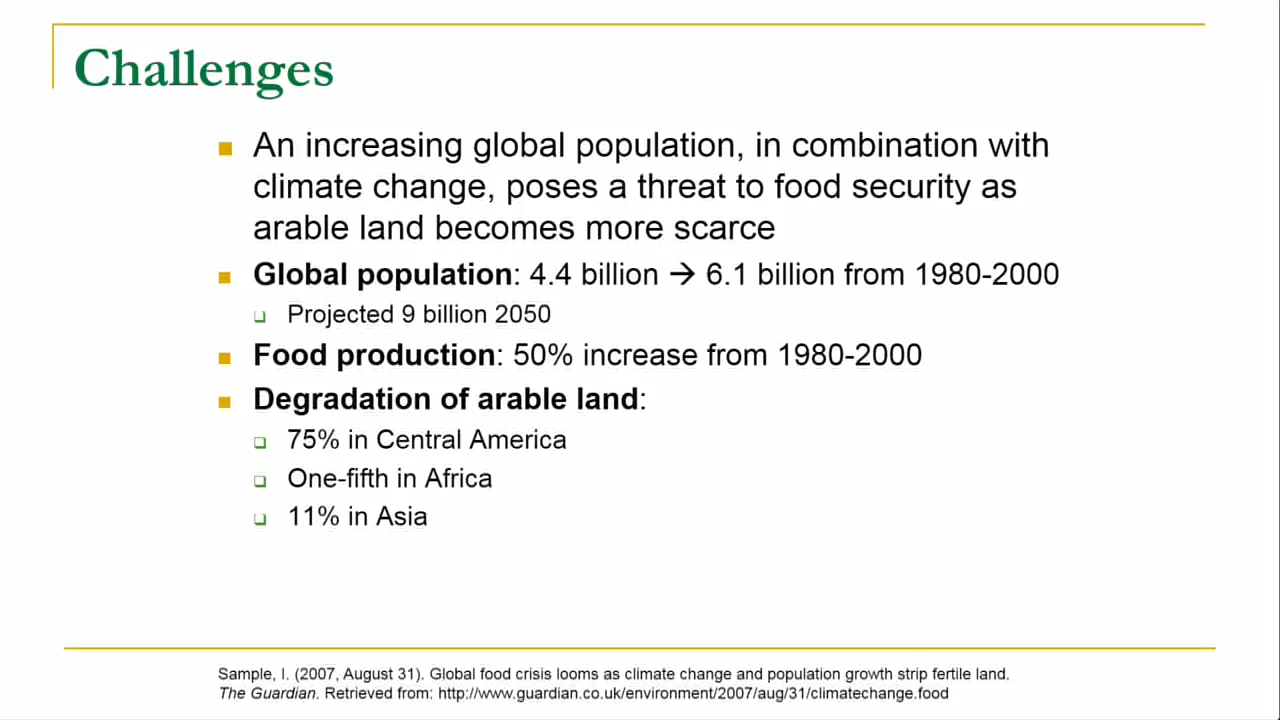 Challenges
An increasing global population, in combination with
climate change, poses a threat to food security as
arable land becomes more scarce
Global population: 4.4 billion → 6.1 billion from 1980-2000
Projected 9 billion 2050
Food production: 50% increase from 1980-2000
Degradation of arable land:
75% in Central America
One-fifth in Africa
11% in Asia
Sample, I. (2007, August 31). Global food crisis looms as climate change and population growth strip fertile land.
The Guardian. Retrieved from: http://www.guardian.co.uk/environment/2007/aug/31/climatechange.food